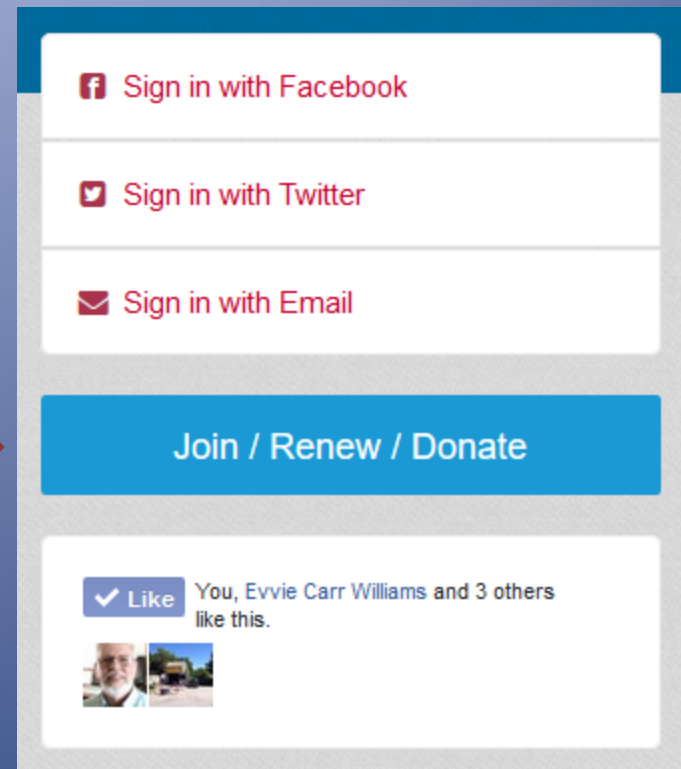 Sign in with Facebook
Sign in with Twitter
Sign in with Email
Join / Renew / Donate
Like
You, Evvie Carr Williams and 3 others
like this.